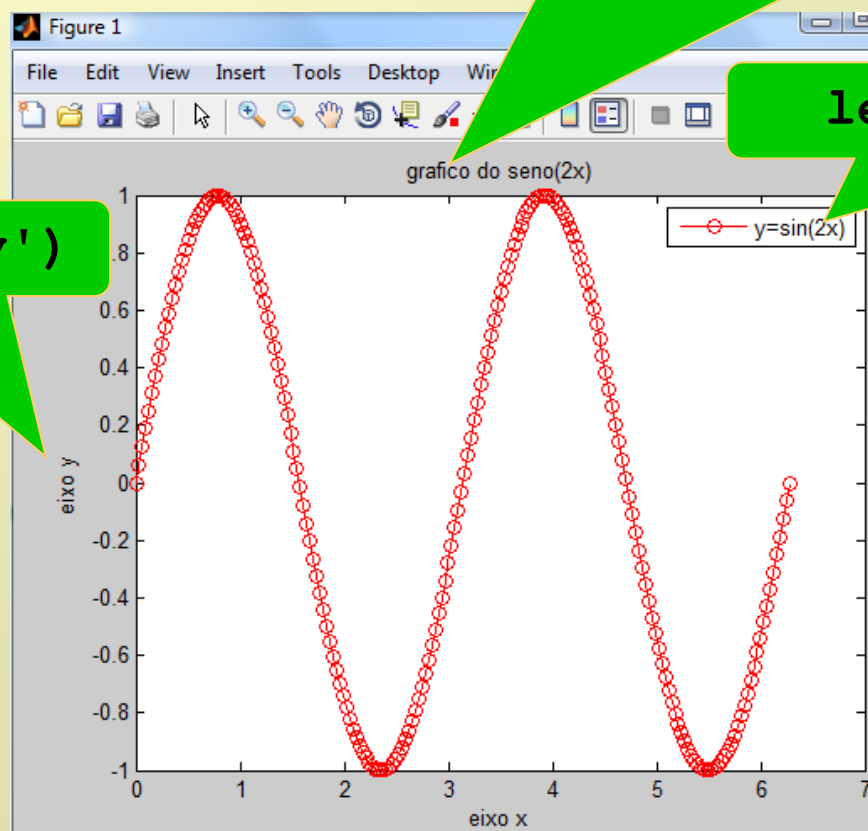 Figure 1
File Edit View Insert Tools Desktop
grafico do seno(2x)
y=sin(2x)
')
1
.8
0.6
0.4
0.2
0
-0.2
-0.4
-0.6
-0.8
-1
eixo y
0 1 2 3 4 5 6 7
eixo x